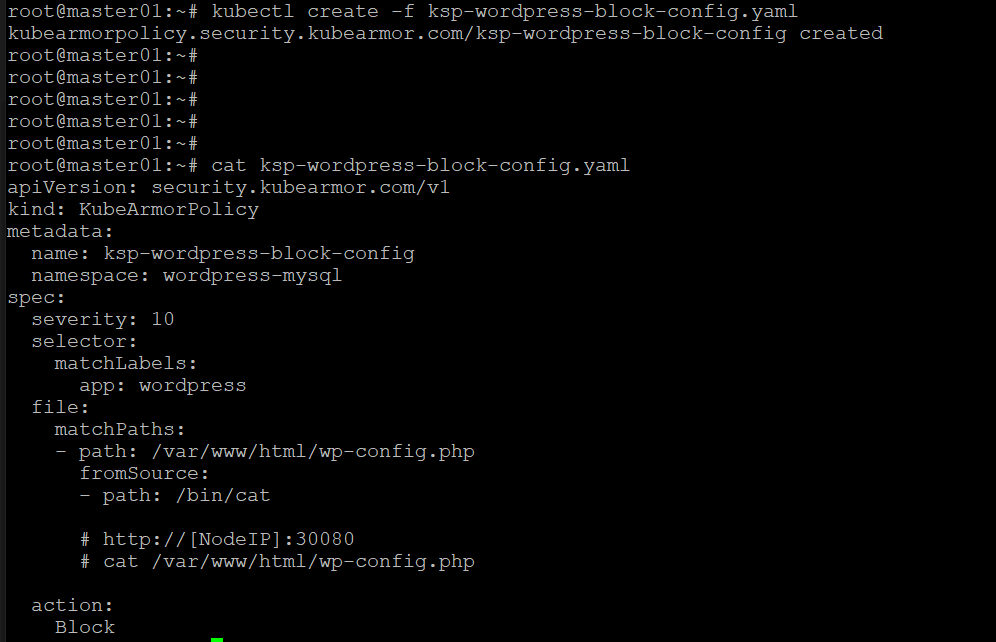 root@master01:~# kubectl create -f ksp-wordpress-block-config.yaml
kubearmorpolicy.security.kubearmor.com/ksp-wordpress-block-config created
root@master01:~#
root@master01:~#
root@master01:~#
root@master01:~#
root@master01:~#
root@master01:~# cat ksp-wordpress-block-config.yaml
apiVersion: security.kubearmor.com/v1
kind: KubeArmorPolicy
metadata:
  name: ksp-wordpress-block-config
  namespace: wordpress-mysql
spec:
  severity: 10
  selector:
    matchLabels:
      app: wordpress
  file:
    matchPaths:
    - path: /var/www/html/wp-config.php
      fromSource:
      - path: /bin/cat

      # http://[NodeIP]:30080
      # cat /var/www/html/wp-config.php

  action:
    Block